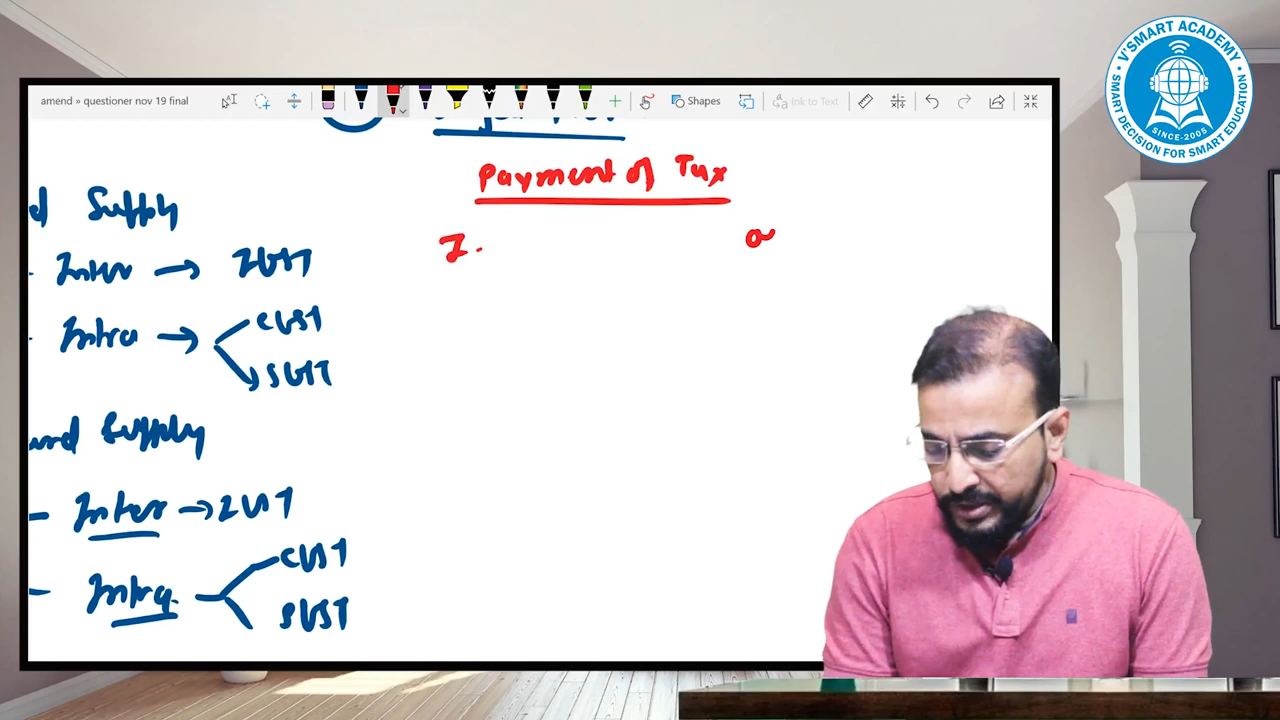 V'SMART ACADEMY
SMART DECISION FOR SMART EDUCATION
SINCE-2005
amend » questioner nov 19 final
Shapes
Ink to Text
Payment of Tax
Supply
I.
Inter → IGST
Intra → CGST
SGST
Supply
Inter → IGST
Intra CGST
SGST